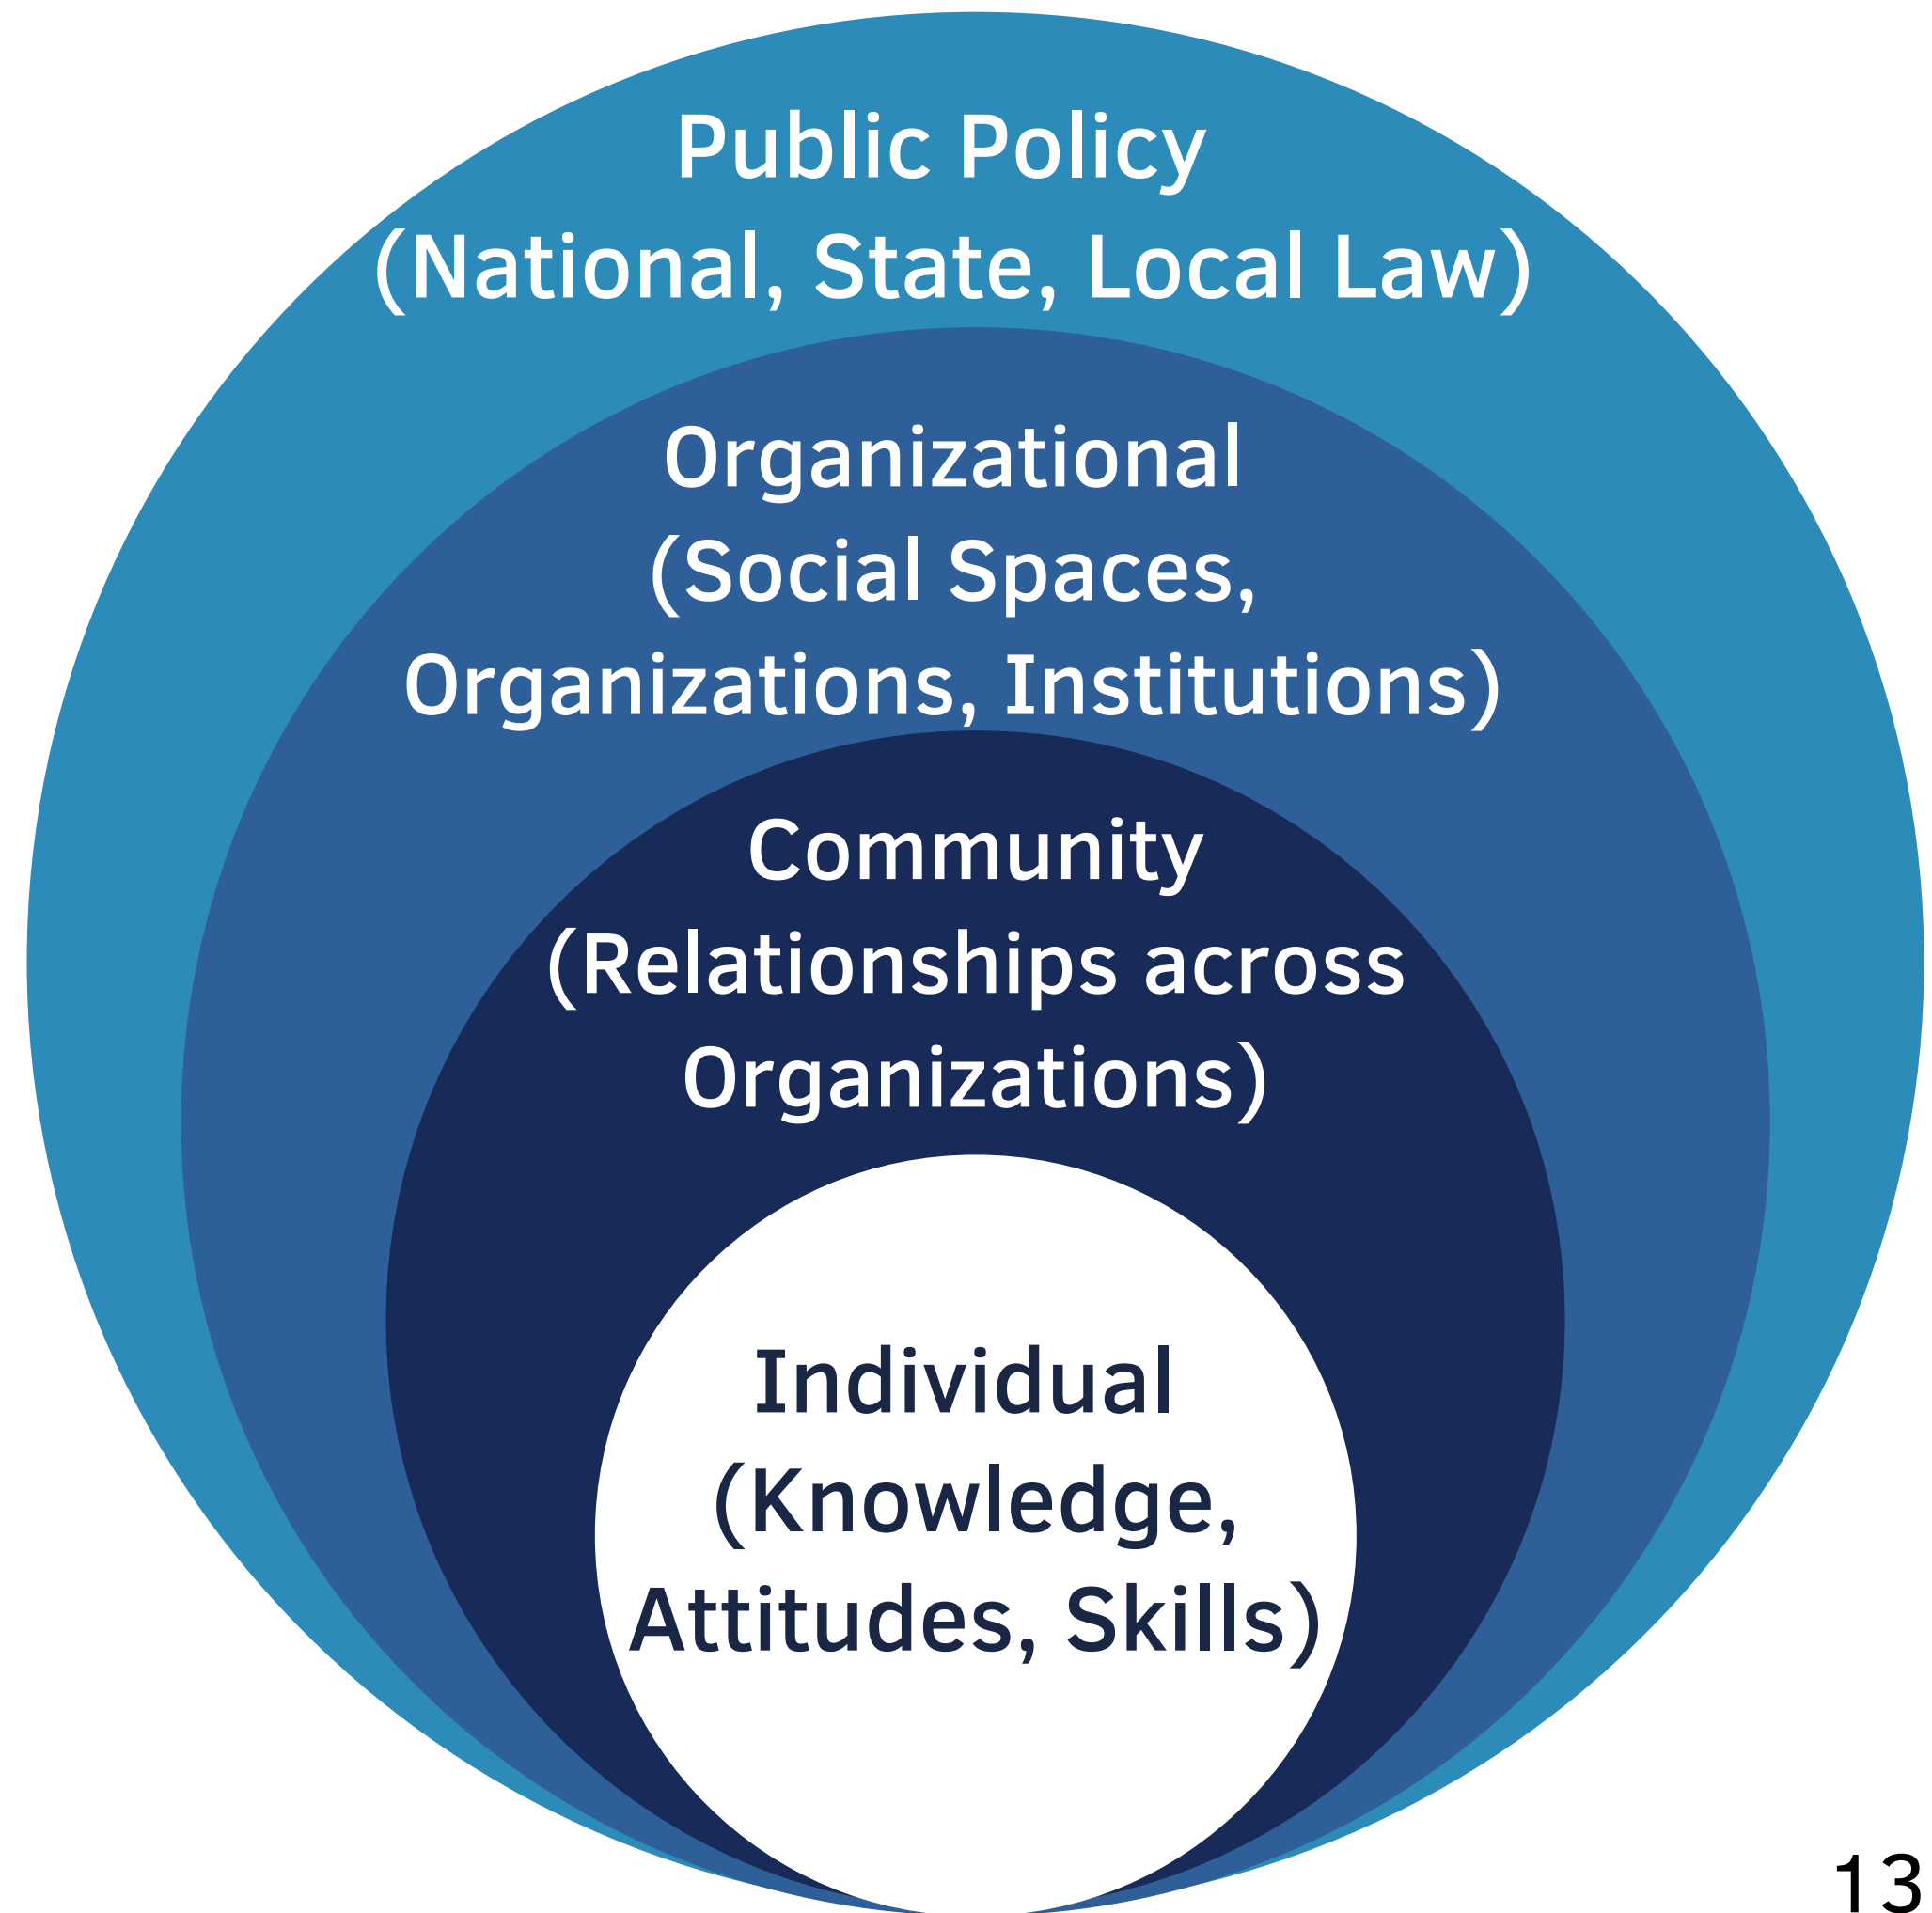 Public Policy
(National, State, Local Law)
Organizational
(Social Spaces,
Organizations, Institutions)
Community
(Relationships across
Organizations)
Individual
(Knowledge,
Attitudes, Skills)
13